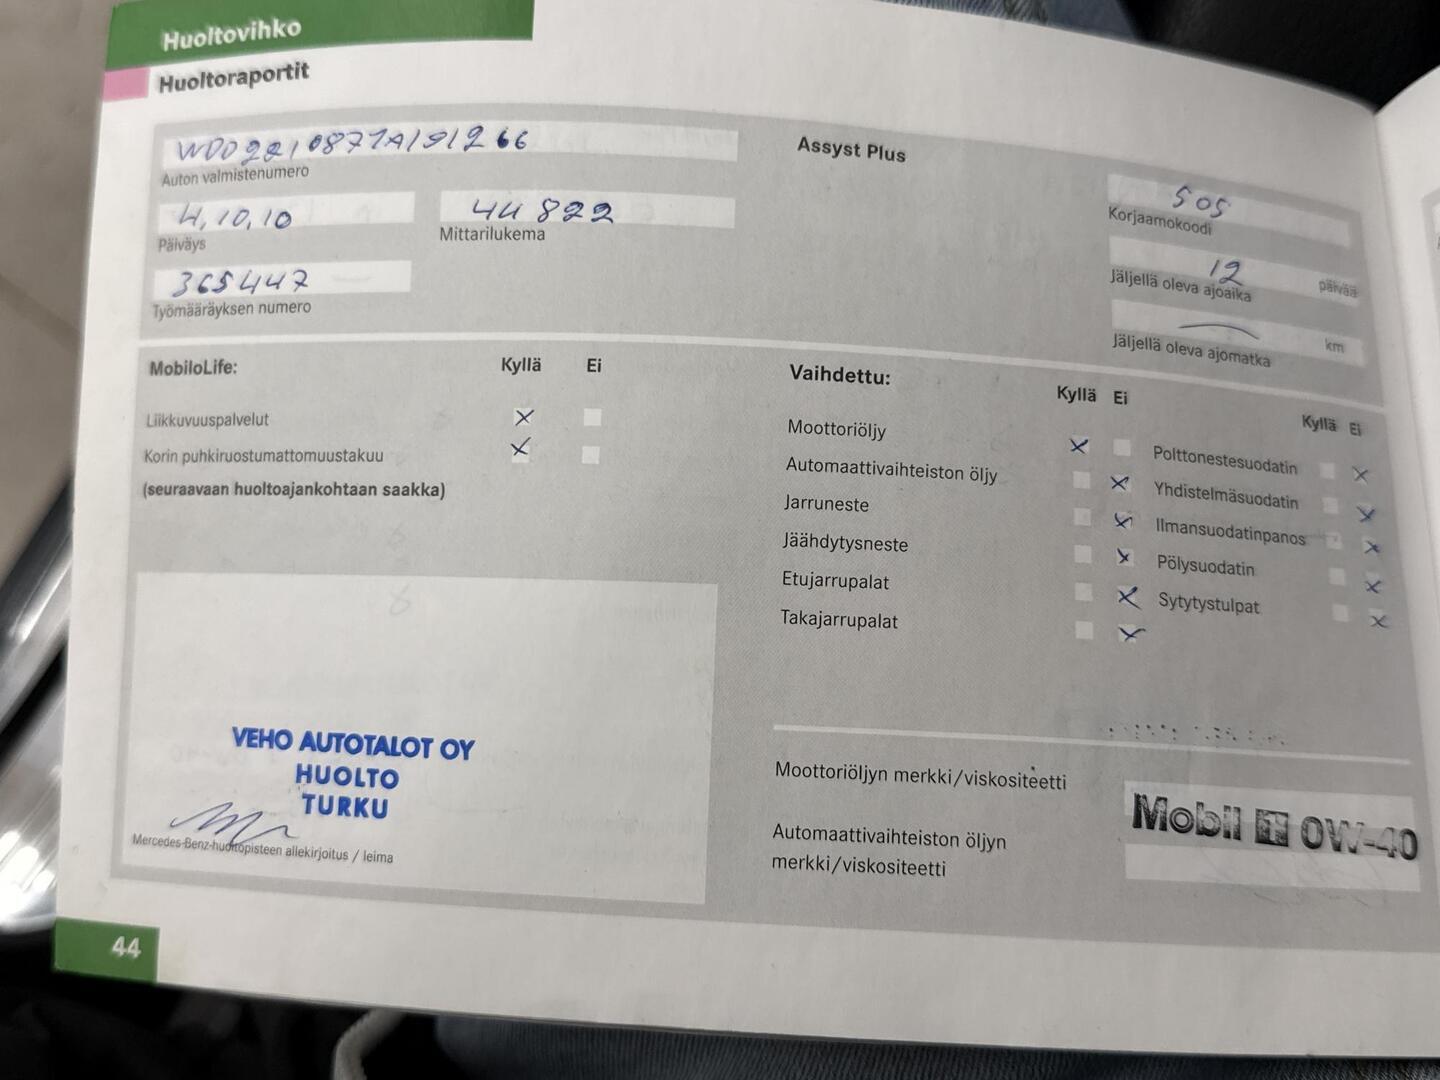 Huoltovihko
Huoltoraportit
WDD2210871A191266
Auton valmistenumero
4,10,10
Päiväys
44822
Mittarilukema
365447
Työmääräyksen numero
Assyst Plus
505
Korjaamokoodi
12
Jäljellä oleva ajoaika päivää
Jäljellä oleva ajomatka km
MobiloLife: Kyllä Ei
Liikkuvuuspalvelut X
Korin puhkiruostumattomuustakuu X
(seuraavaan huoltoajankohtaan saakka)
Vaihdettu: Kyllä Ei
Moottoriöljy X
Automaattivaihteiston öljy X
Jarruneste X
Jäähdytysneste X
Etujarrupalat X
Takajarrupalat X
Kyllä Ei
Polttonestesuodatin X
Yhdistelmäsuodatin X
Ilmansuodatinpanos X
Pölysuodatin X
Sytytystulpat X
VEHO AUTOTALOT OY
HUOLTO
TURKU
Mercedes-Benz-huoltopisteen allekirjoitus / leima
Moottoriöljyn merkki/viskositeetti
Mobil 1 0W-40
Automaattivaihteiston öljyn
merkki/viskositeetti
44